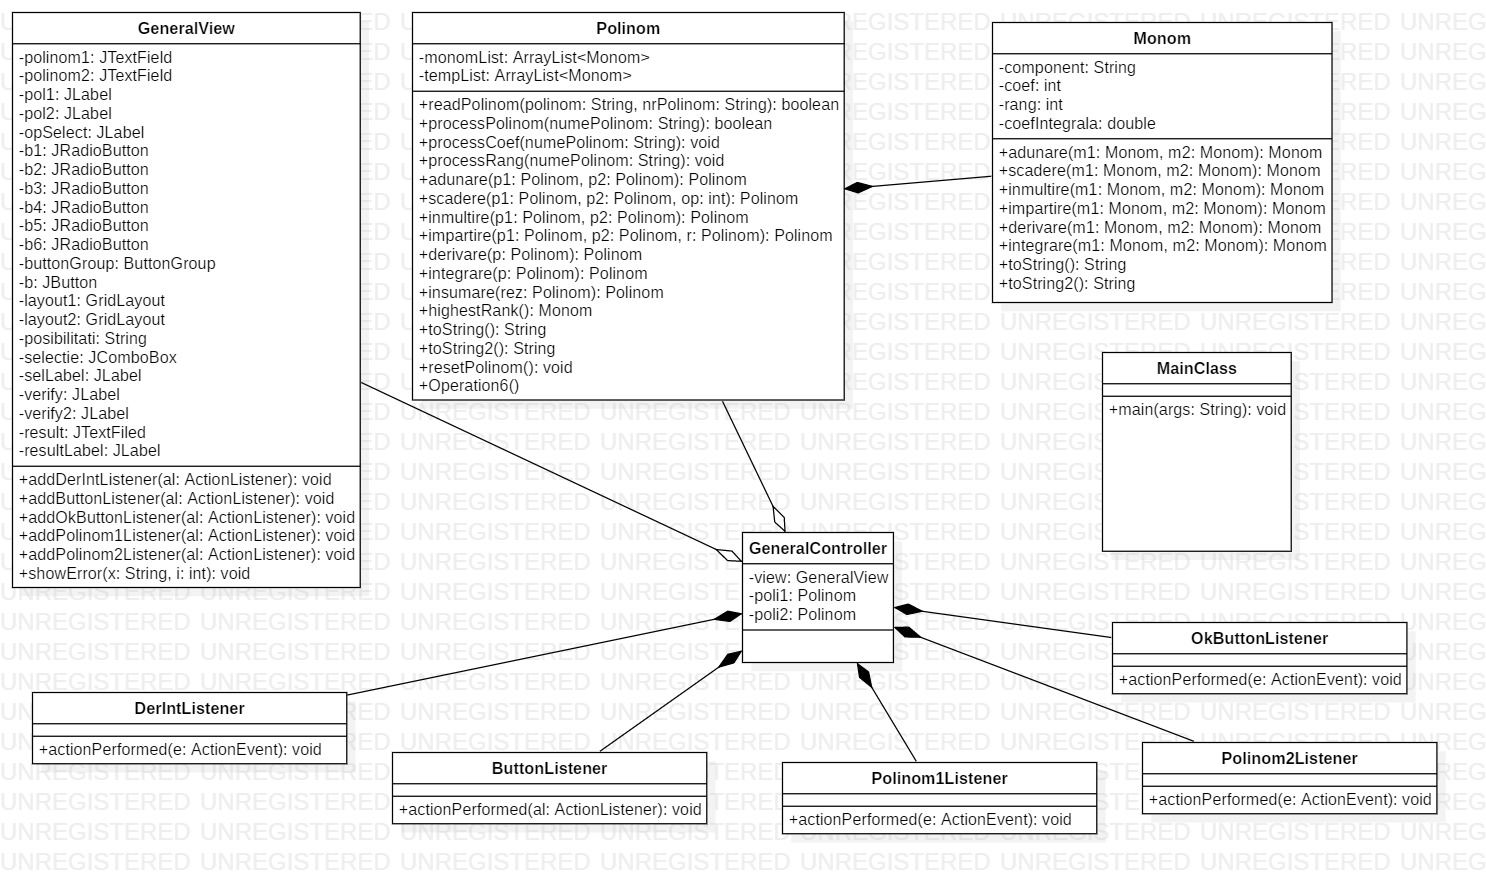 GeneralView
-polinom1: JTextField
-polinom2: JTextField
-pol1: JLabel
-pol2: JLabel
-opSelect: JLabel
-b1: JRadioButton
-b2: JRadioButton
-b3: JRadioButton
-b4: JRadioButton
-b5: JRadioButton
-b6: JRadioButton
-buttonGroup: ButtonGroup
-b: JButton
-layout1: GridLayout
-layout2: GridLayout
-posibilitati: String
-selectie: JComboBox
-selLabel: JLabel
-verify: JLabel
-verify2: JLabel
-result: JTextFiled
-resultLabel: JLabel
+addDerIntListener(al: ActionListener): void
+addButtonListener(al: ActionListener): void
+addOkButtonListener(al: ActionListener): void
+addPolinom1Listener(al: ActionListener): void
+addPolinom2Listener(al: ActionListener): void
+showError(x: String, i: int): void
Polinom
-monomList: ArrayList<Monom>
-tempList: ArrayList<Monom>
+readPolinom(polinom: String, nrPolinom: String): boolean
+processPolinom(numePolinom: String): boolean
+processCoef(numePolinom: String): void
+processRang(numePolinom: String): void
+adunare(p1: Polinom, p2: Polinom): Polinom
+scadere(p1: Polinom, p2: Polinom, op: int): Polinom
+inmultire(p1: Polinom, p2: Polinom): Polinom
+impartire(p1: Polinom, p2: Polinom, r: Polinom): Polinom
+derivare(p: Polinom): Polinom
+integrare(p: Polinom): Polinom
+insumare(rez: Polinom): Polinom
+highestRank(): Monom
+toString(): String
+toString2(): String
+resetPolinom(): void
+Operation6()
Monom
-component: String
-coef: int
-rang: int
-coefIntegrala: double
+adunare(m1: Monom, m2: Monom): Monom
+scadere(m1: Monom, m2: Monom): Monom
+inmultire(m1: Monom, m2: Monom): Monom
+impartire(m1: Monom, m2: Monom): Monom
+derivare(m1: Monom, m2: Monom): Monom
+integrare(m1: Monom, m2: Monom): Monom
+toString(): String
+toString2(): String
MainClass
+main(args: String): void
GeneralController
-view: GeneralView
-poli1: Polinom
-poli2: Polinom
OkButtonListener
+actionPerformed(e: ActionEvent): void
DerIntListener
+actionPerformed(e: ActionEvent): void
ButtonListener
+actionPerformed(al: ActionListener): void
Polinom1Listener
+actionPerformed(e: ActionEvent): void
Polinom2Listener
+actionPerformed(e: ActionEvent): void
UNREGISTERED UNREGISTERED UNREGISTERED UNREGISTERED UNREGISTERED UNREGISTERED UNREGISTERED